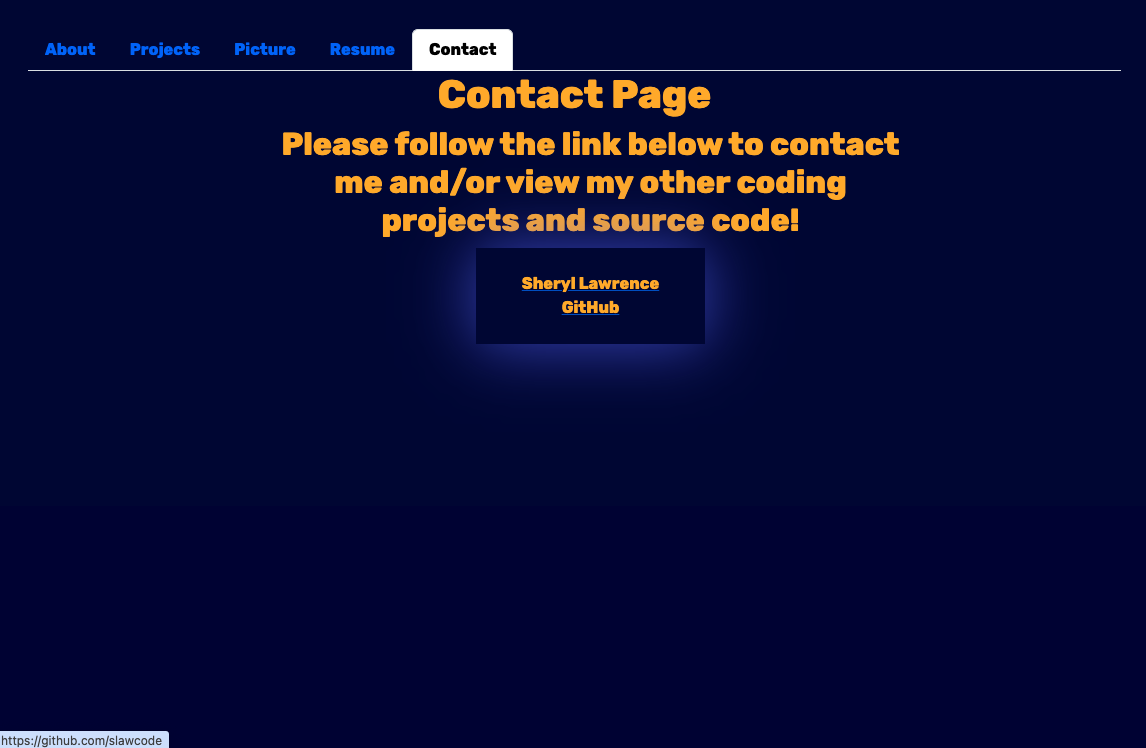 About Projects Picture Resume Contact
Contact Page
Please follow the link below to contact
me and/or view my other coding
projects and source code!
Sheryl Lawrence
GitHub
https://github.com/slawcode